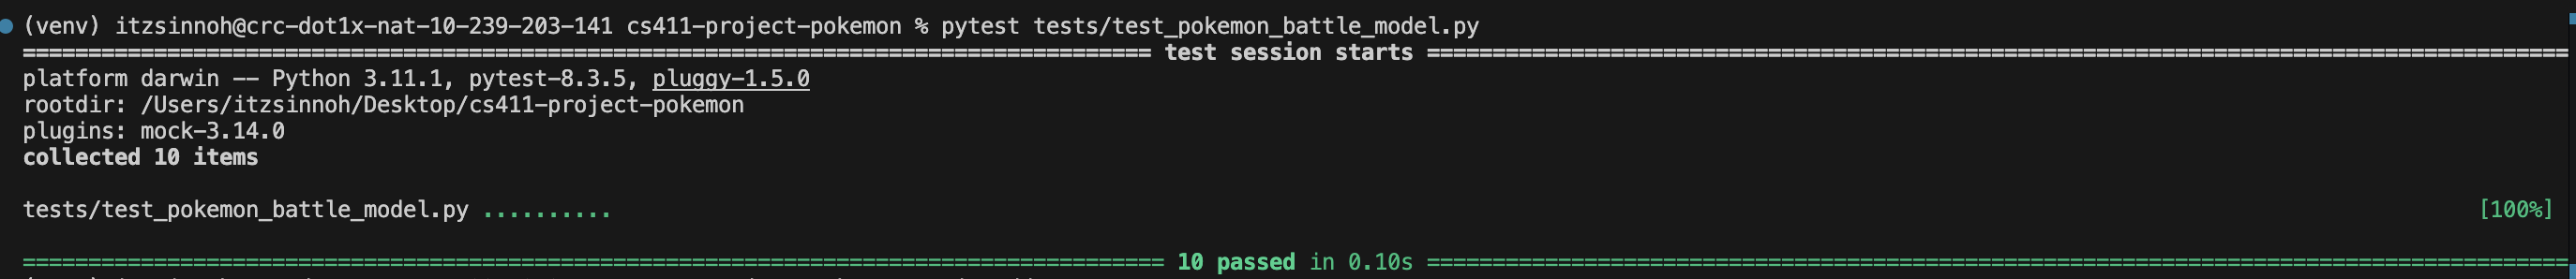 (venv) itzsinnoh@crc-dot1x-nat-10-239-203-141 cs411-project-pokemon % pytest tests/test_pokemon_battle_model.py
============================= test session starts =============================
platform darwin -- Python 3.11.1, pytest-8.3.5, pluggy-1.5.0
rootdir: /Users/itzsinnoh/Desktop/cs411-project-pokemon
plugins: mock-3.14.0
collected 10 items
tests/test_pokemon_battle_model.py .......... [100%]
============================= 10 passed in 0.10s =============================